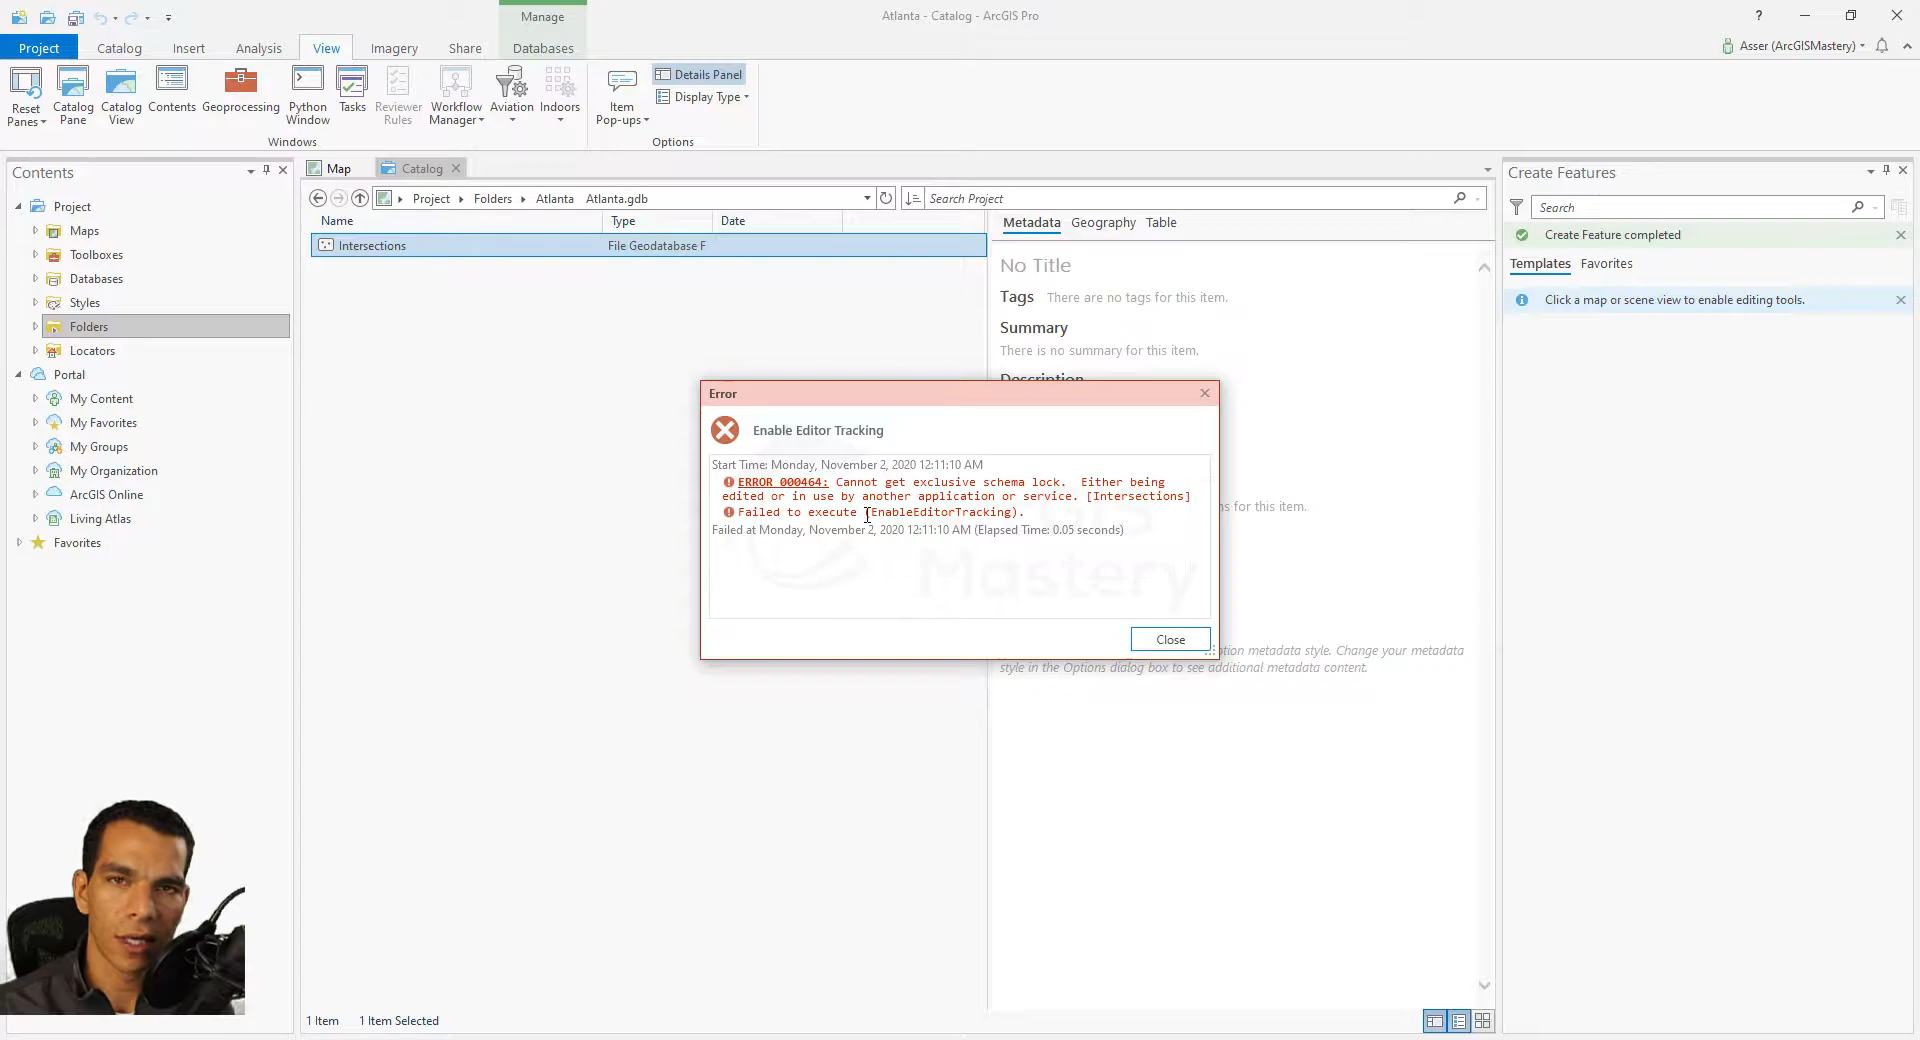 Manage
Atlanta - Catalog - ArcGIS Pro
?
Project
Catalog
Insert
Analysis
View
Imagery
Share
Databases
Asser (ArcGISMastery)
Reset Panes
Catalog Pane
Catalog View
Contents
Geoprocessing
Python Window
Tasks
Reviewer Rules
Workflow Manager
Aviation
Indoors
Item Pop-ups
Details Panel
Display Type
Windows
Options
Contents
Project
Maps
Toolboxes
Databases
Styles
Folders
Locators
Portal
My Content
My Favorites
My Groups
My Organization
ArcGIS Online
Living Atlas
Favorites
Map
Catalog
Project
Folders
Atlanta
Atlanta.gdb
Search Project
Name
Type
Date
Intersections
File Geodatabase F
1 Item
1 Item Selected
Metadata
Geography
Table
No Title
Tags
There are no tags for this item.
Summary
There is no summary for this item.
Description
ns for this item.
ption metadata style. Change your metadata
style in the Options dialog box to see additional metadata content.
Error
Enable Editor Tracking
Start Time: Monday, November 2, 2020 12:11:10 AM
ERROR 000464: Cannot get exclusive schema lock. Either being
edited or in use by another application or service. [Intersections]
Failed to execute (EnableEditorTracking).
Failed at Monday, November 2, 2020 12:11:10 AM (Elapsed Time: 0.05 seconds)
Mastery
Close
Create Features
Search
Create Feature completed
Templates
Favorites
Click a map or scene view to enable editing tools.